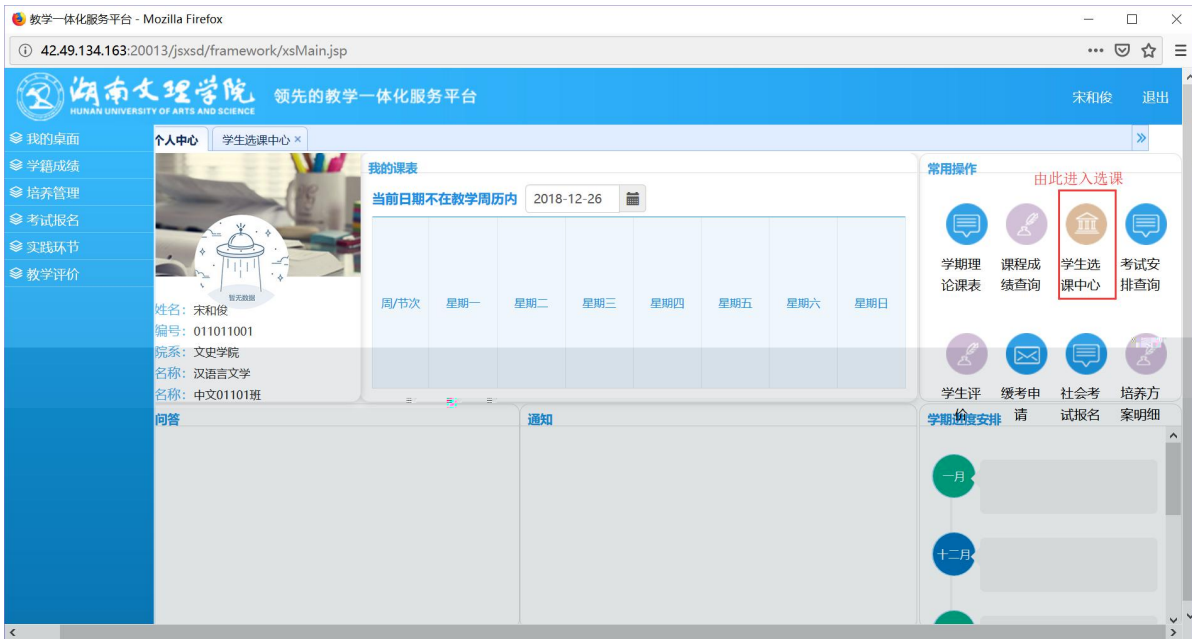 教学一体化服务平台 - Mozilla Firefox
42.49.134.163:20013/jsxsd/framework/xsMain.jsp
湖南文理学院
HUNAN UNIVERSITY OF ARTS AND SCIENCE
领先的教学一体化服务平台
宋和俊 退出
我的桌面
学籍成绩
培养管理
考试报名
实践环节
教学评价
个人中心 学生选课中心 ×
暂无数据
姓名：宋和俊
编号：011011001
院系：文史学院
名称：汉语言文学
名称：中文01101班
我的课表
当前日期不在教学周历内 2018-12-26
周/节次 星期一 星期二 星期三 星期四 星期五 星期六 星期日
常用操作
由此进入选课
学期理论课表
课程成绩查询
学生选课中心
考试安排查询
学生评价
缓考申请
社会考试报名
培养方案明细
问答
通知
学期进度安排
一月
十二月